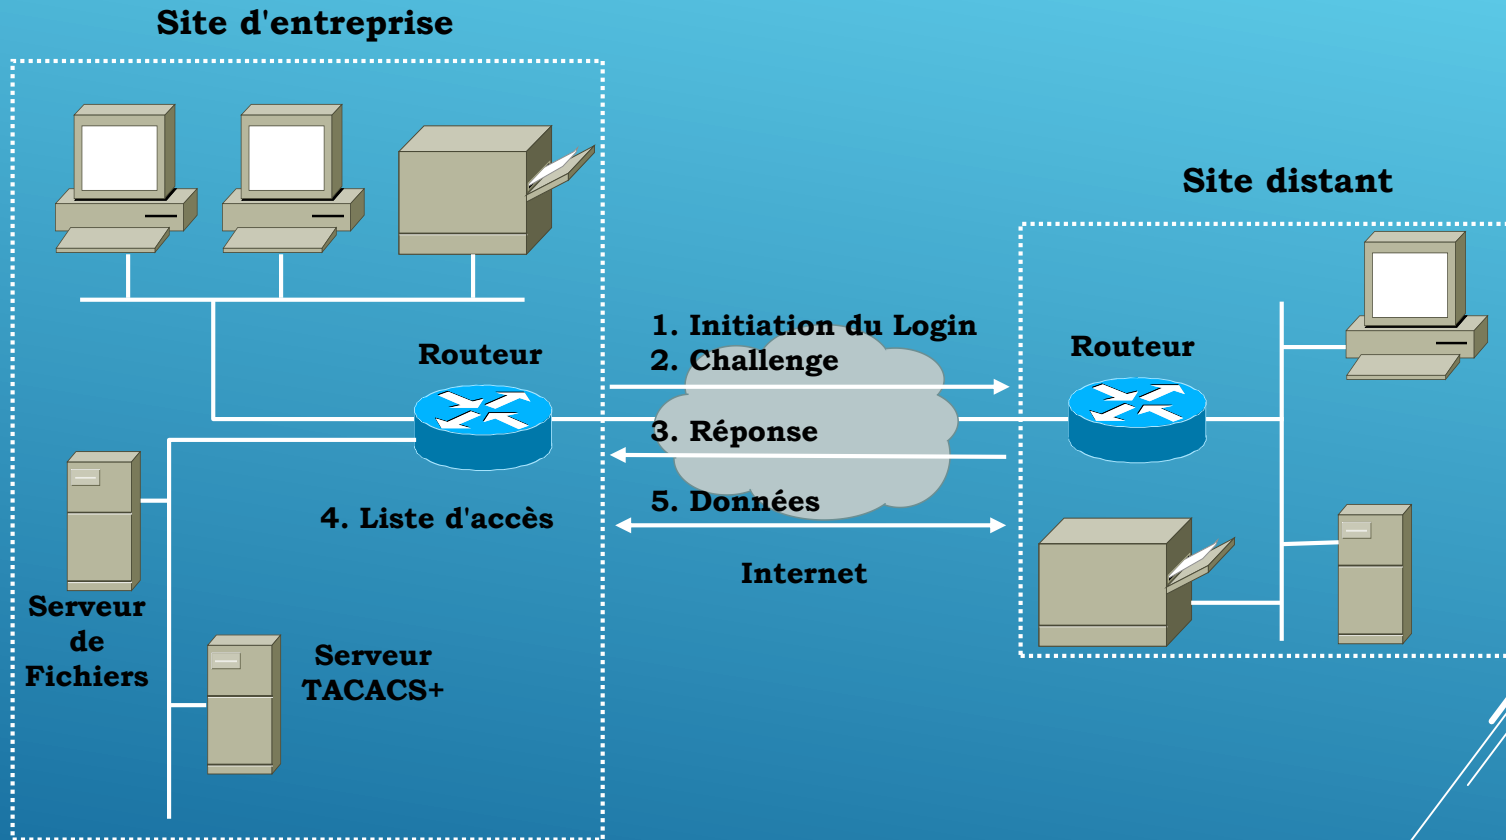 Site d'entreprise
Site distant
1. Initiation du Login
2. Challenge
Routeur
Routeur
3. Réponse
4. Liste d'accès
5. Données
Internet
Serveur
de
Fichiers
Serveur
TACACS+